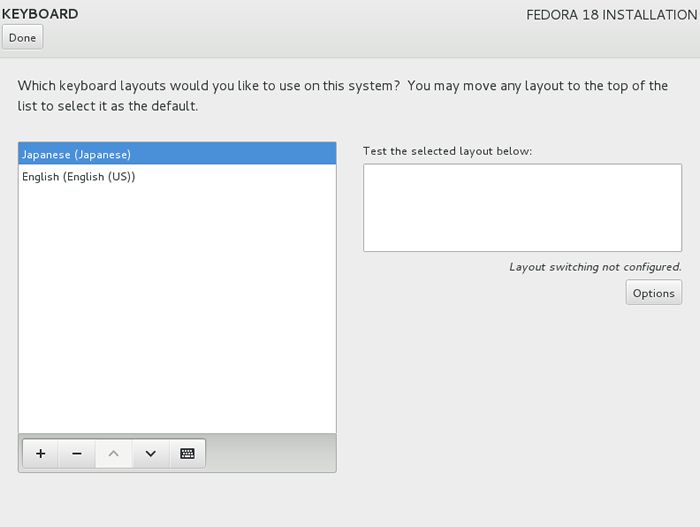 KEYBOARD
FEDORA 18 INSTALLATION
Done
Which keyboard layouts would you like to use on this system?  You may move any layout to the top of the
list to select it as the default.
Japanese (Japanese)
English (English (US))
Test the selected layout below:
Layout switching not configured.
Options